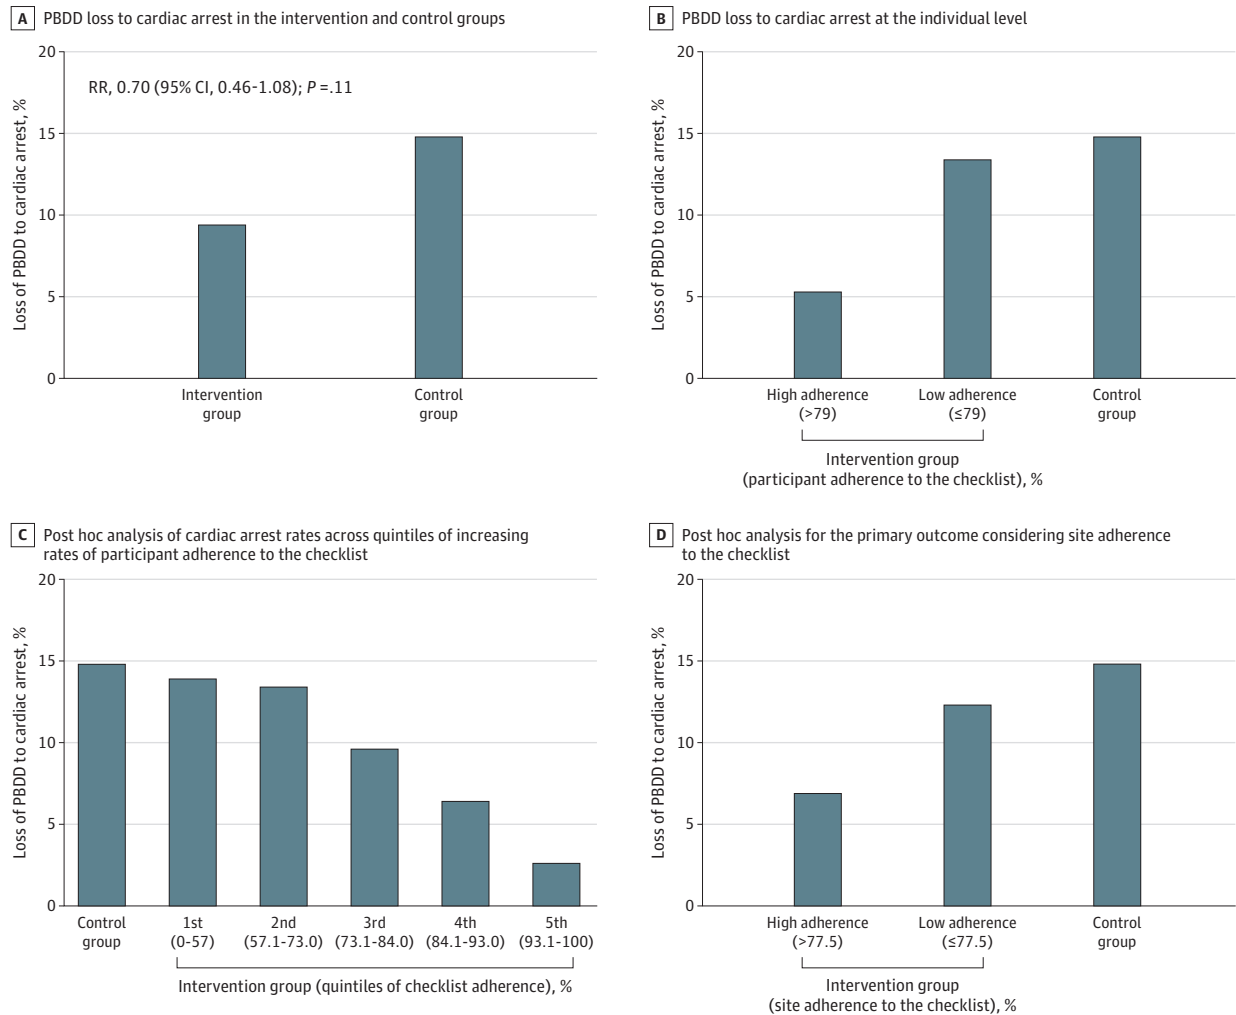 A PBDD loss to cardiac arrest in the intervention and control groups
Loss of PBDD to cardiac arrest, %
20
15
10
5
0
RR, 0.70 (95% CI, 0.46-1.08); P = .11
Intervention
group
Control
group
B PBDD loss to cardiac arrest at the individual level
Loss of PBDD to cardiac arrest, %
20
15
10
5
0
High adherence
(>79)
Low adherence
(≤79)
Control
group
Intervention group
(participant adherence to the checklist), %
C Post hoc analysis of cardiac arrest rates across quintiles of increasing
rates of participant adherence to the checklist
Loss of PBDD to cardiac arrest, %
20
15
10
5
0
Control
group
1st
(0-57)
2nd
(57.1-73.0)
3rd
(73.1-84.0)
4th
(84.1-93.0)
5th
(93.1-100)
Intervention group (quintiles of checklist adherence), %
D Post hoc analysis for the primary outcome considering site adherence
to the checklist
Loss of PBDD to cardiac arrest, %
20
15
10
5
0
High adherence
(>77.5)
Low adherence
(≤77.5)
Control
group
Intervention group
(site adherence to the checklist), %